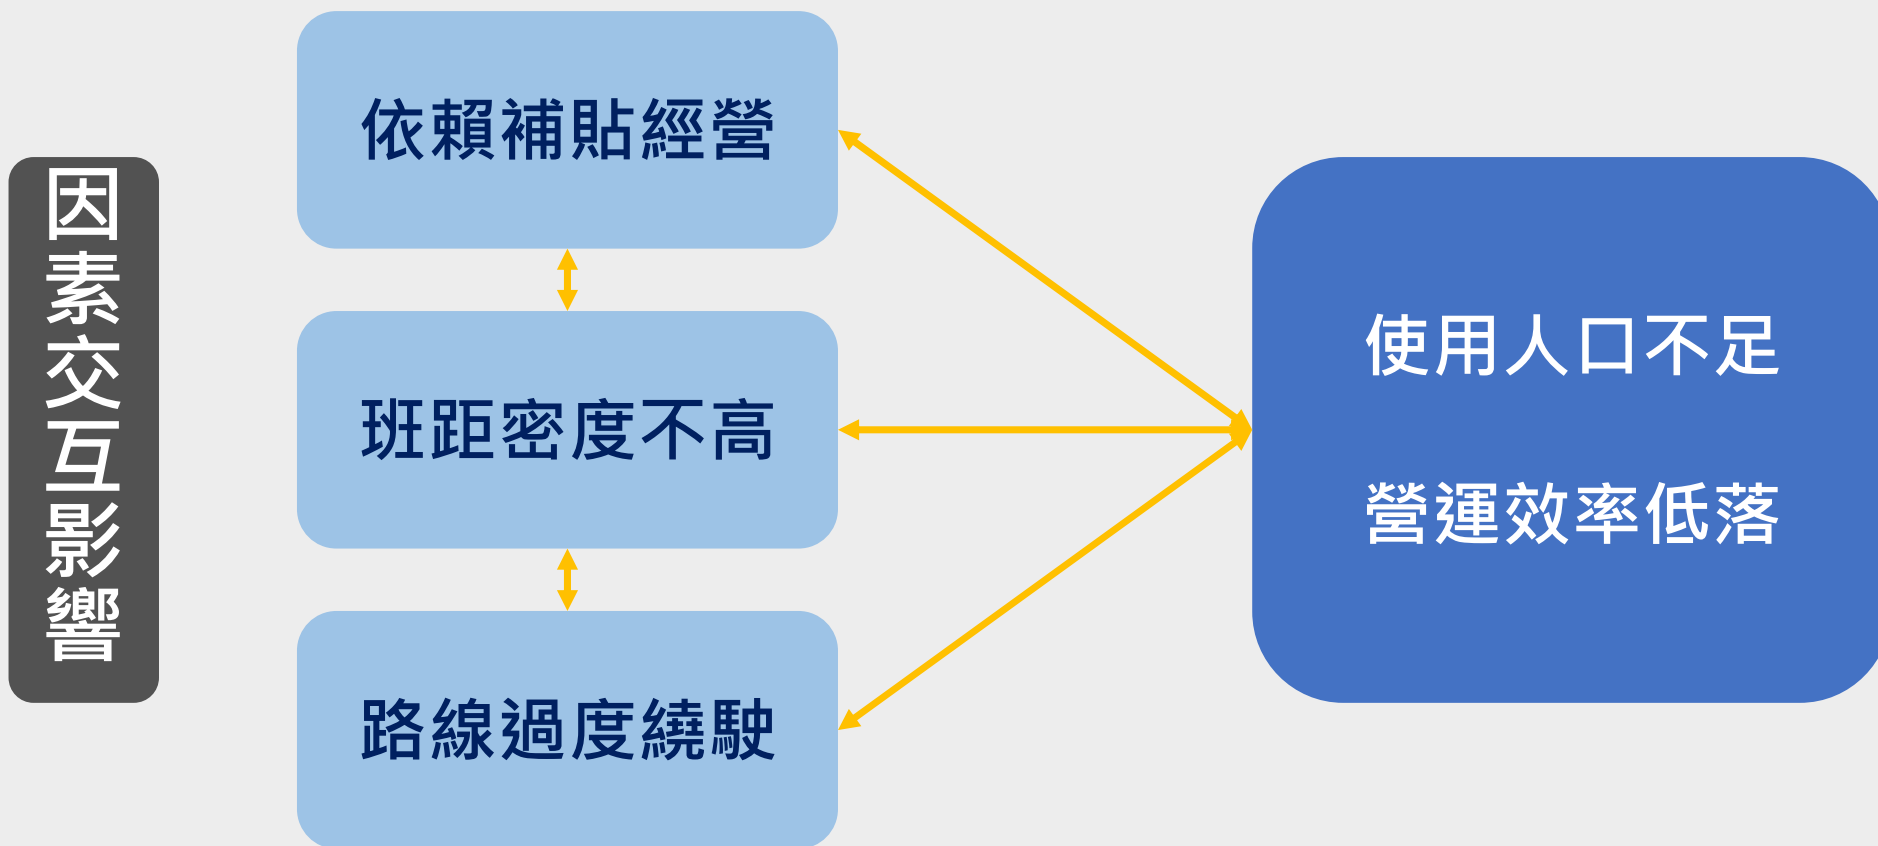 因素交互影響
依賴補貼經營
班距密度不高
路線過度繞駛
使用人口不足
營運效率低落